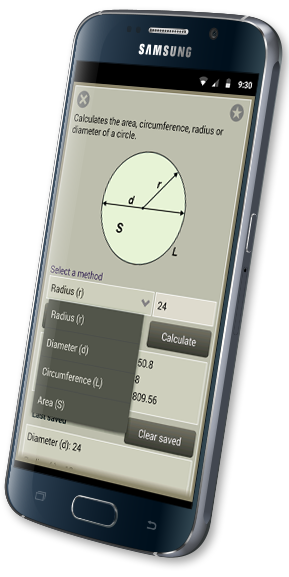 SAMSUNG
9:30
Calculates the area, circumference, radius or
diameter of a circle.
r
d
S
L
Select a method
Radius (r)
24
Radius (r)
Diameter (d)
Circumference (L)
Area (S)
Calculate
50.8
8
809.56
saved
Clear saved
Diameter (d): 24